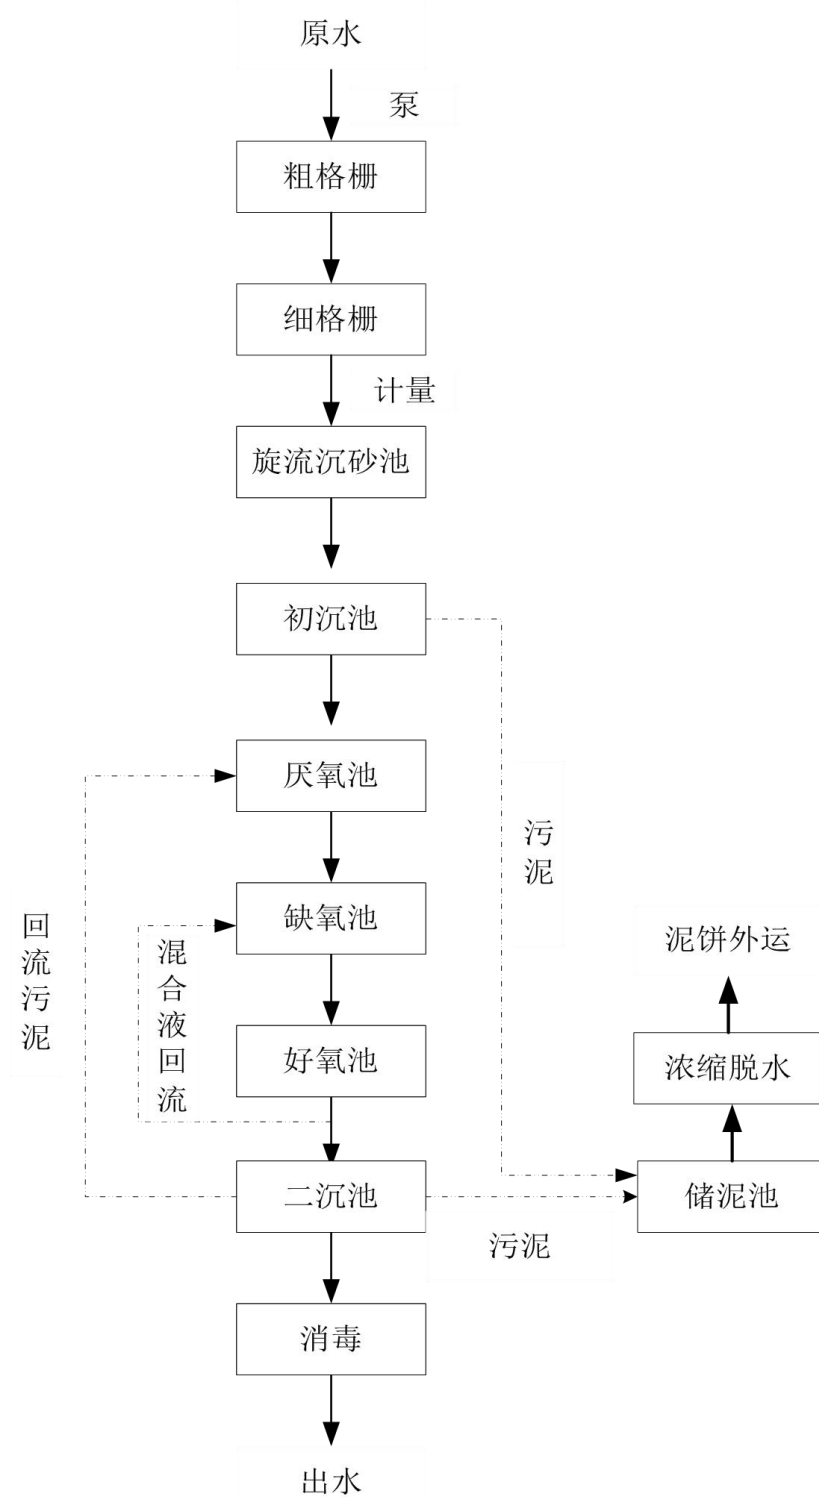 原水
泵
粗格栅
细格栅
计量
旋流沉砂池
初沉池
厌氧池
污泥
缺氧池
回流污泥
混合液回流
泥饼外运
好氧池
浓缩脱水
二沉池
储泥池
污泥
消毒
出水